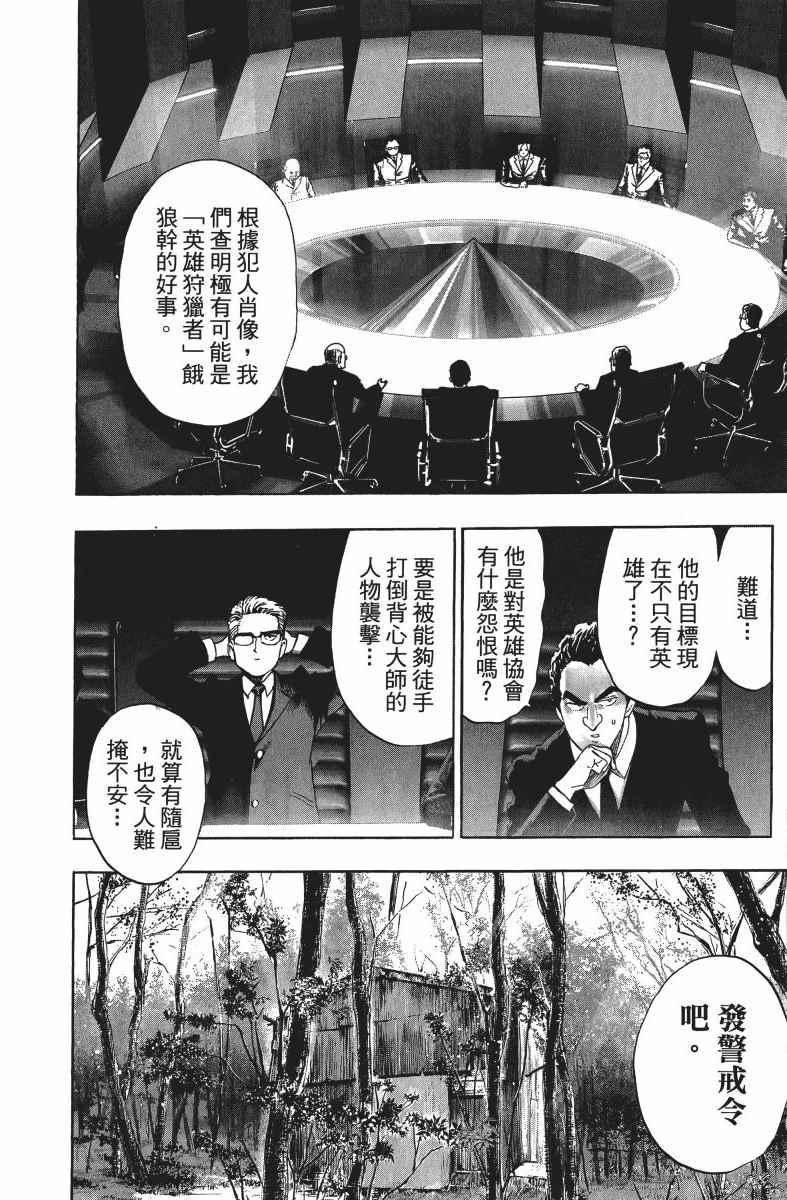 根據犯人肖像，我
們查明極有可能是
「英雄狩獵者」餓
狼幹的好事。
難道…
他的目標現
在不只有英
雄了…?
他是對英雄協會
有什麼怨恨嗎?
要是被能夠徒手
打倒背心大師的
人物襲擊…
就算有隨扈
，也令人難
掩不安…
發警戒令
吧。